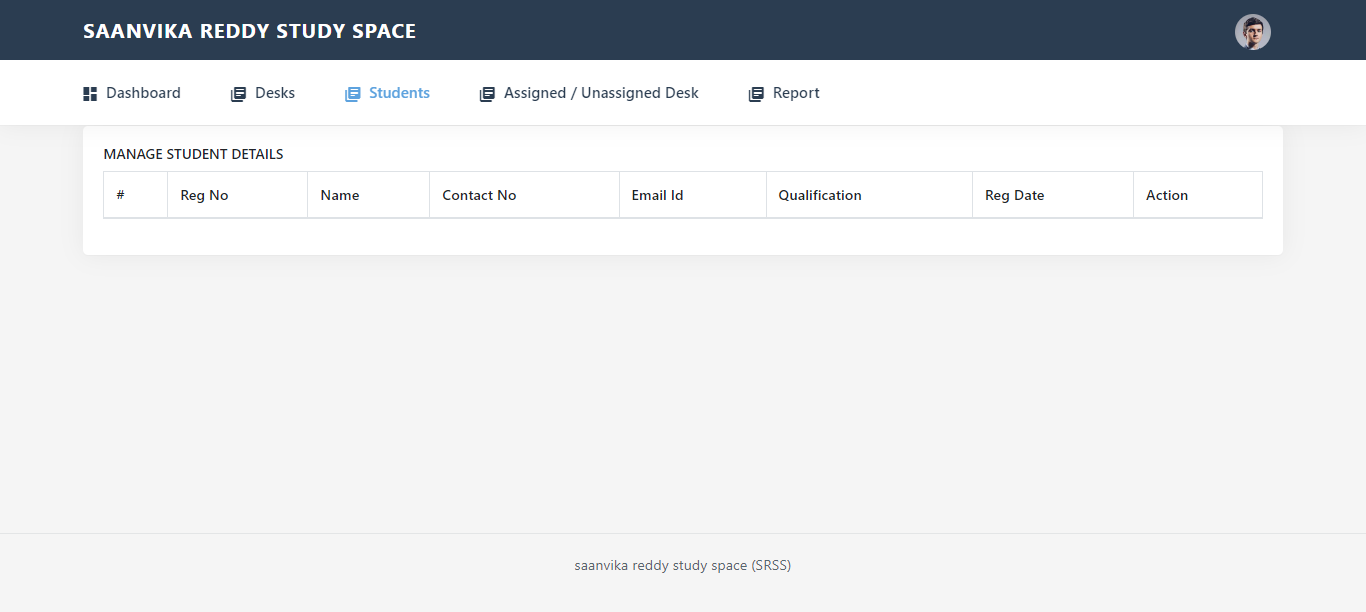 SAANVIKA REDDY STUDY SPACE
Dashboard Desks Students Assigned / Unassigned Desk Report
MANAGE STUDENT DETAILS
# Reg No Name Contact No Email Id Qualification Reg Date Action
saanvika reddy study space (SRSS)